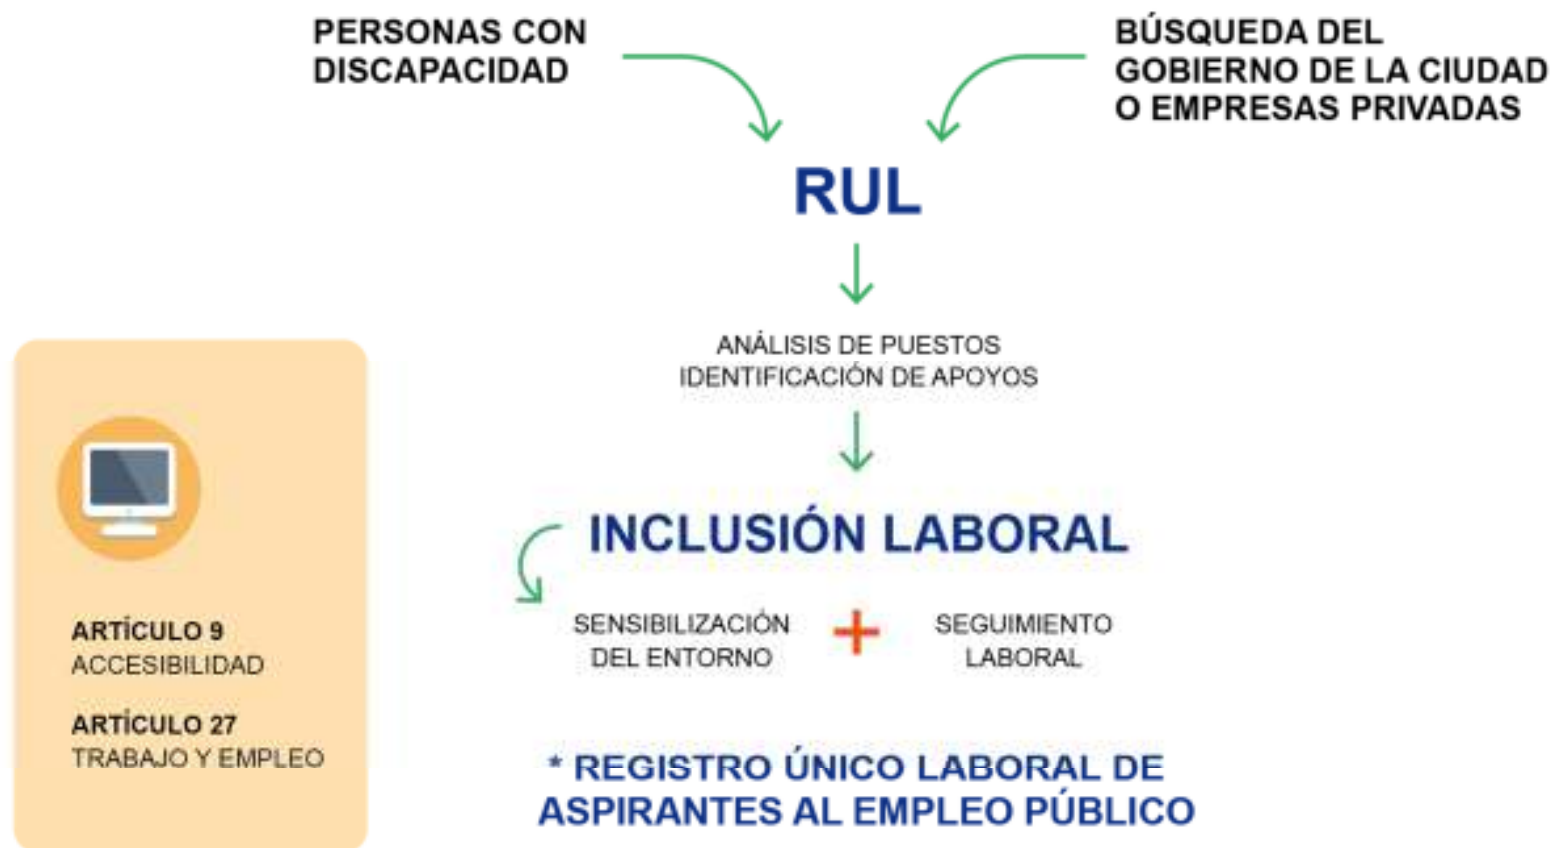 PERSONAS CON
DISCAPACIDAD
BÚSQUEDA DEL
GOBIERNO DE LA CIUDAD
O EMPRESAS PRIVADAS
RUL
ANÁLISIS DE PUESTOS
IDENTIFICACIÓN DE APOYOS
INCLUSIÓN LABORAL
SENSIBILIZACIÓN
DEL ENTORNO
+
SEGUIMIENTO
LABORAL
ARTÍCULO 9
ACCESIBILIDAD
ARTÍCULO 27
TRABAJO Y EMPLEO
* REGISTRO ÚNICO LABORAL DE
ASPIRANTES AL EMPLEO PÚBLICO